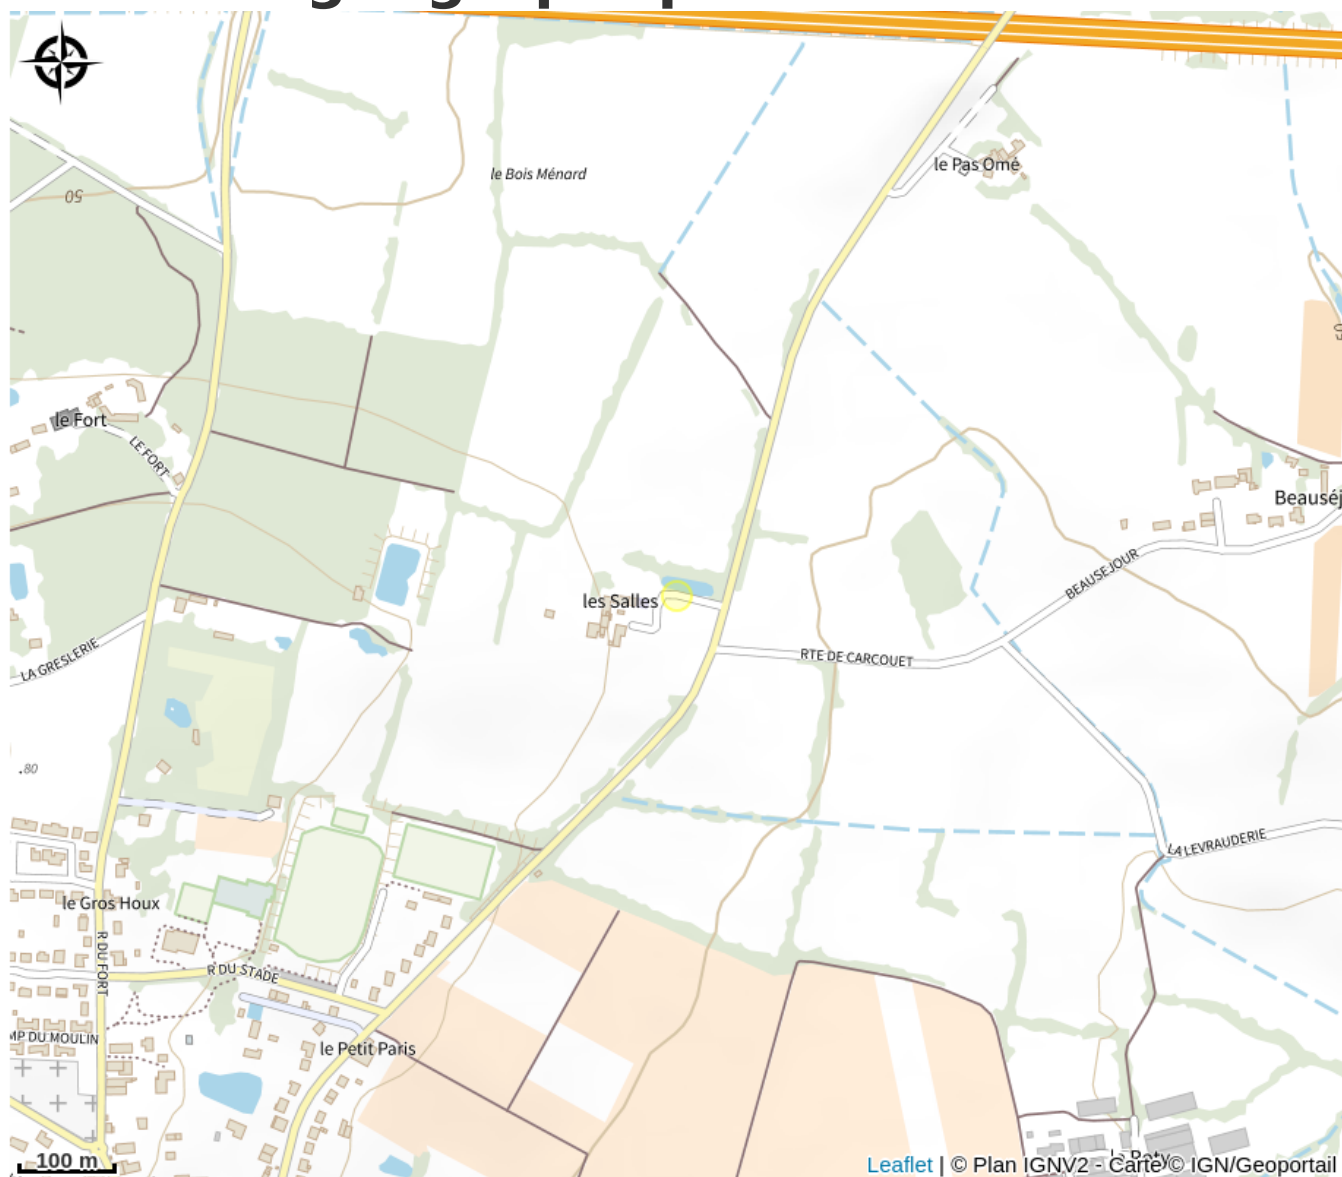 le Pas Omé
le Bois Ménard
50
le Fort
LE FORT
Beauséj
BEAUSEJOUR
les Salles
RTE DE CARCOUET
LA GRESLERIE
.80
LA LEVRAUDERIE
le Gros Houx
R DU FORT
R DU STADE
MP DU MOULIN
le Petit Paris
100 m
Leaflet | © Plan IGNV2 - Carte © IGN/Geoportail